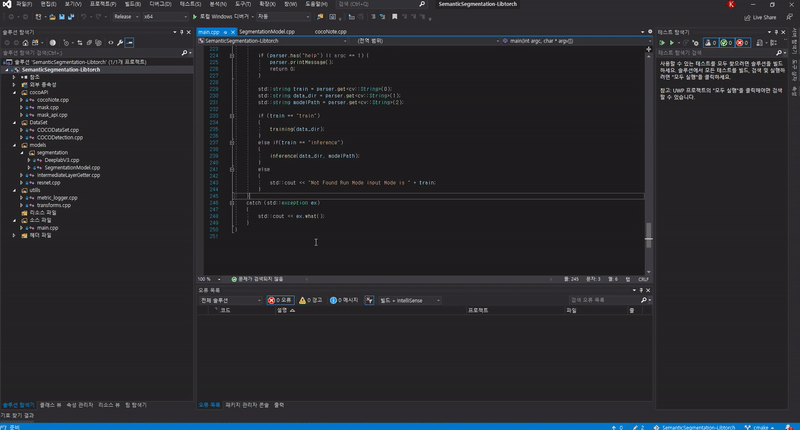 파일(F) 편집(E) 보기(V) 프로젝트(P) 빌드(B) 디버그(D) 테스트(S) 분석(N) 도구(T) 확장(X) 창(W) 도움말(H) 검색 (Ctrl+Q) SemanticSegmentation-Libtorch K
Release x64 로컬 Windows 디버거 자동 Live Share
솔루션 탐색기
솔루션 탐색기 검색(Ctrl+;)
솔루션 'SemanticSegmentation-Libtorch' (1/1개 프로젝트)
SemanticSegmentation-Libtorch
참조
외부 종속성
cocoAPI
cocoNote.cpp
mask.cpp
mask_api.cpp
DataSet
COCODataSet.cpp
COCODetection.cpp
models
segmentation
DeeplabV3.cpp
SegmentationModel.cpp
IntermediateLayerGetter.cpp
resnet.cpp
utils
metric_logger.cpp
transforms.cpp
리소스 파일
소스 파일
main.cpp
헤더 파일
솔루션 탐색기 클래스 뷰 속성 관리자 리소스 뷰 팀 탐색기
기호 찾기 결과
준비
main.cpp SegmentationModel.cpp cocoNote.cpp
SemanticSegmentation-Libtorch (전역 범위) main(int argc, char * argv[])
224 if (parser.has("help") || argc == 1) {
225 parser.printMessage();
226 return 0;
227 }
228
229 std::string train = parser.get<cv::String>(0);
230 std::string data_dir = parser.get<cv::String>(1);
231 std::string modelPath = parser.get<cv::String>(2);
232
233 if (train == "train")
234 {
235 training(data_dir);
236 }
237 else if(train == "inference")
238 {
239 inference(data_dir, modelPath);
240 }
241 else
242 {
243 std::cout << "Not Found Run Mode input Mode is " + train;
244 }
245 }
246 catch (std::exception ex)
247 {
248 std::cout << ex.what();
249 }
250 }
251
100 % 문제가 검색되지 않음 줄: 245 문자: 3 열: 6 탭 CRLF
오류 목록
전체 솔루션 0 오류 0 경고 0 메시지 빌드 + IntelliSense 오류 목록 검색
코드 설명 프로젝트 파일 줄
오류 목록 패키지 관리자 콘솔 출력
테스트 탐색기
테스트 탐색기 검색
0 0 0
사용할 수 있는 테스트를 모두 찾으려면 솔루션을 빌드
하세요. 솔루션에서 모든 테스트를 빌드, 검색 및 실행하
려면 "모두 실행"을 클릭하세요.
참고: UWP 프로젝트의 "모두 실행"을 클릭해야만 검색
할 수 있습니다.
0 2 SemanticSegmentation-Libtorch cmake